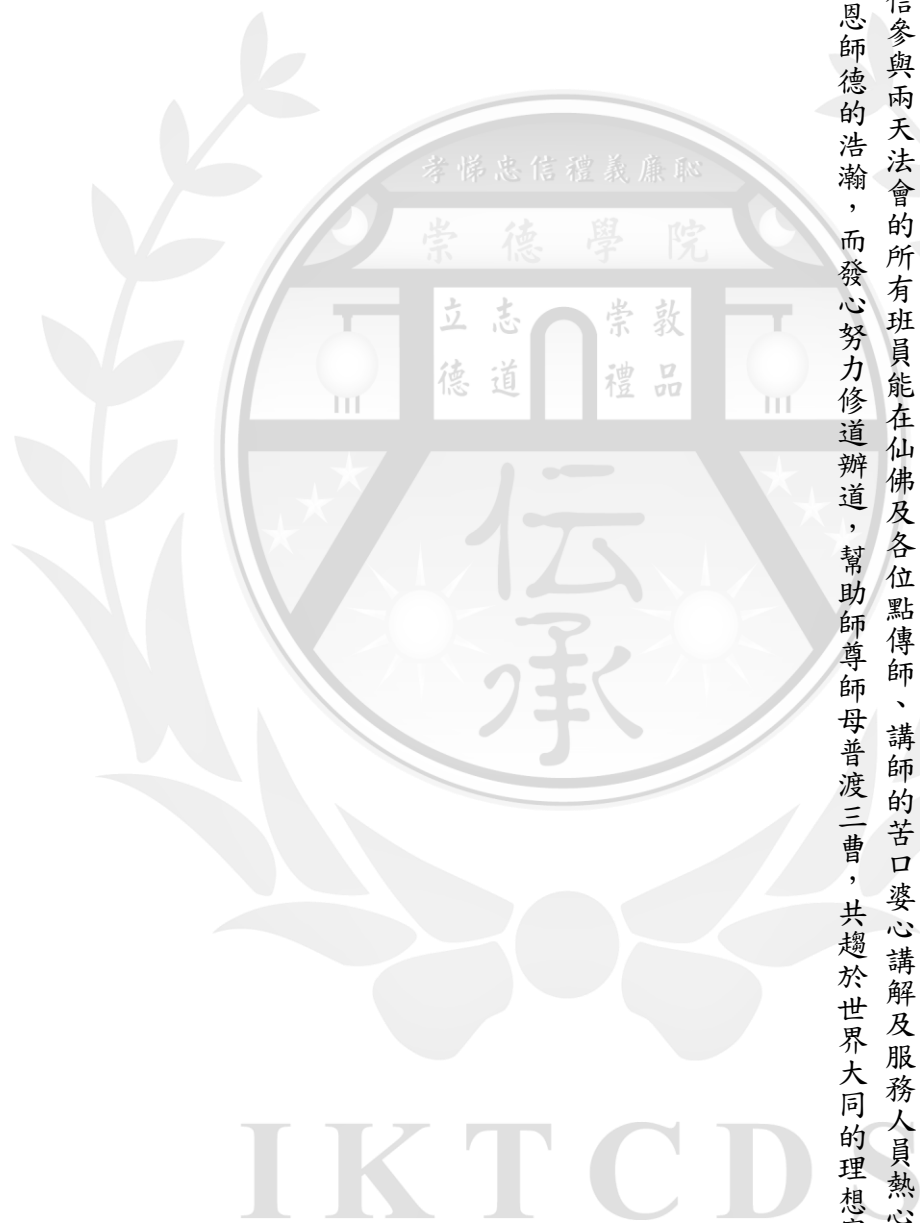 信參與兩天法會的所有班員能在仙佛及各位點傳師、講師的苦口婆心講解及服務人員熱心
恩師德的浩瀚，而發心努力修道辦道，幫助師尊師母普渡三曹，共趨於世界大同的理想
孝悌忠信禮義廉恥
崇德學院
敦品
崇禮
志道
立德
伝承
IKTCDS